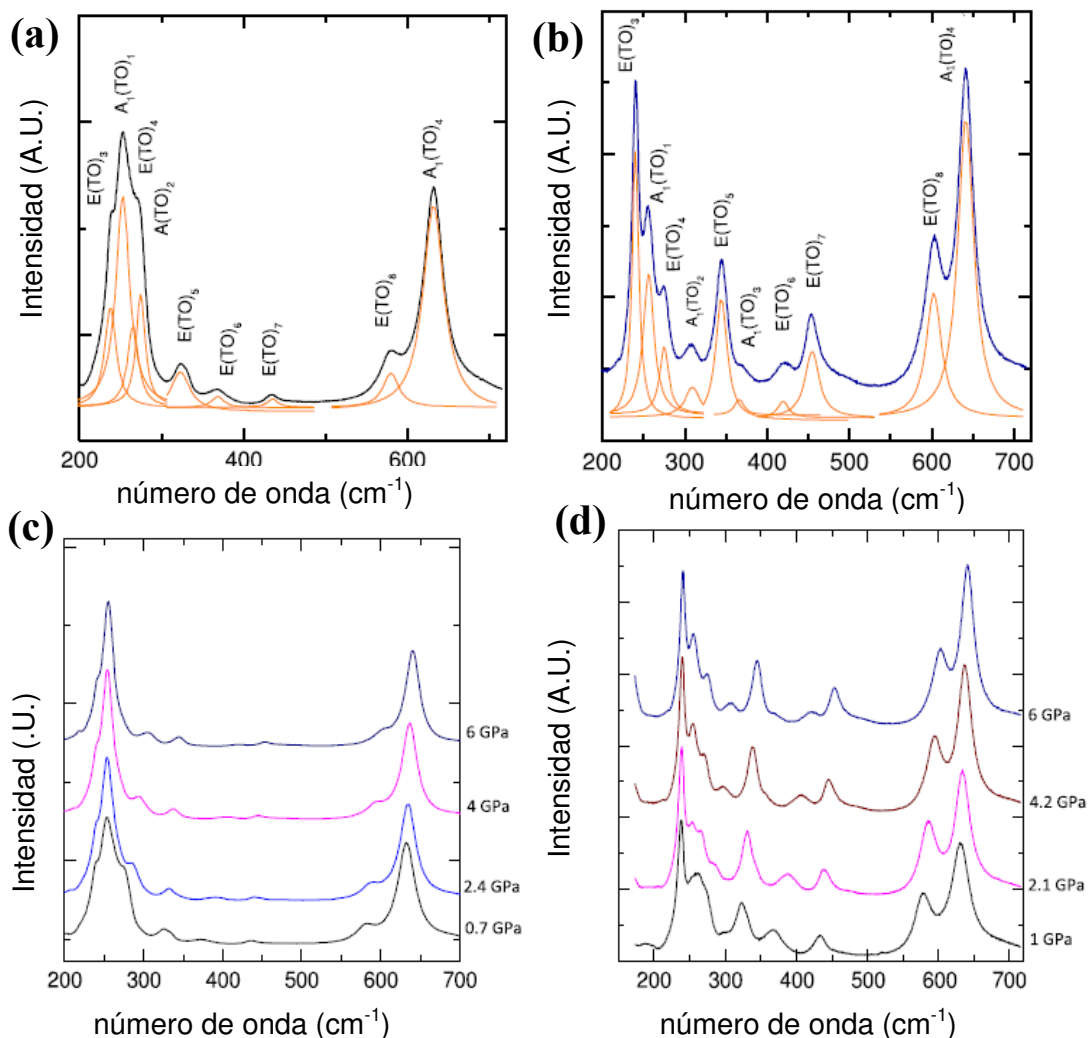 (a)
Intensidad (A.U.)
E(TO)₃
A₁(TO)₁
E(TO)₄
A(TO)₂
E(TO)₅
E(TO)₆
E(TO)₇
E(TO)₈
A₁(TO)₄
200 400 600
número de onda (cm⁻¹)
(b)
Intensidad (A.U.)
E(TO)₃
A₁(TO)₁
E(TO)₄
A₁(TO)₂
E(TO)₅
A₁(TO)₃
E(TO)₆
E(TO)₇
E(TO)₈
A₁(TO)₄
200 300 400 500 600 700
número de onda (cm⁻¹)
(c)
Intensidad (.U.)
6 GPa
4 GPa
2.4 GPa
0.7 GPa
200 300 400 500 600 700
número de onda (cm⁻¹)
(d)
Intensidad (A.U.)
6 GPa
4.2 GPa
2.1 GPa
1 GPa
200 300 400 500 600 700
número de onda (cm⁻¹)